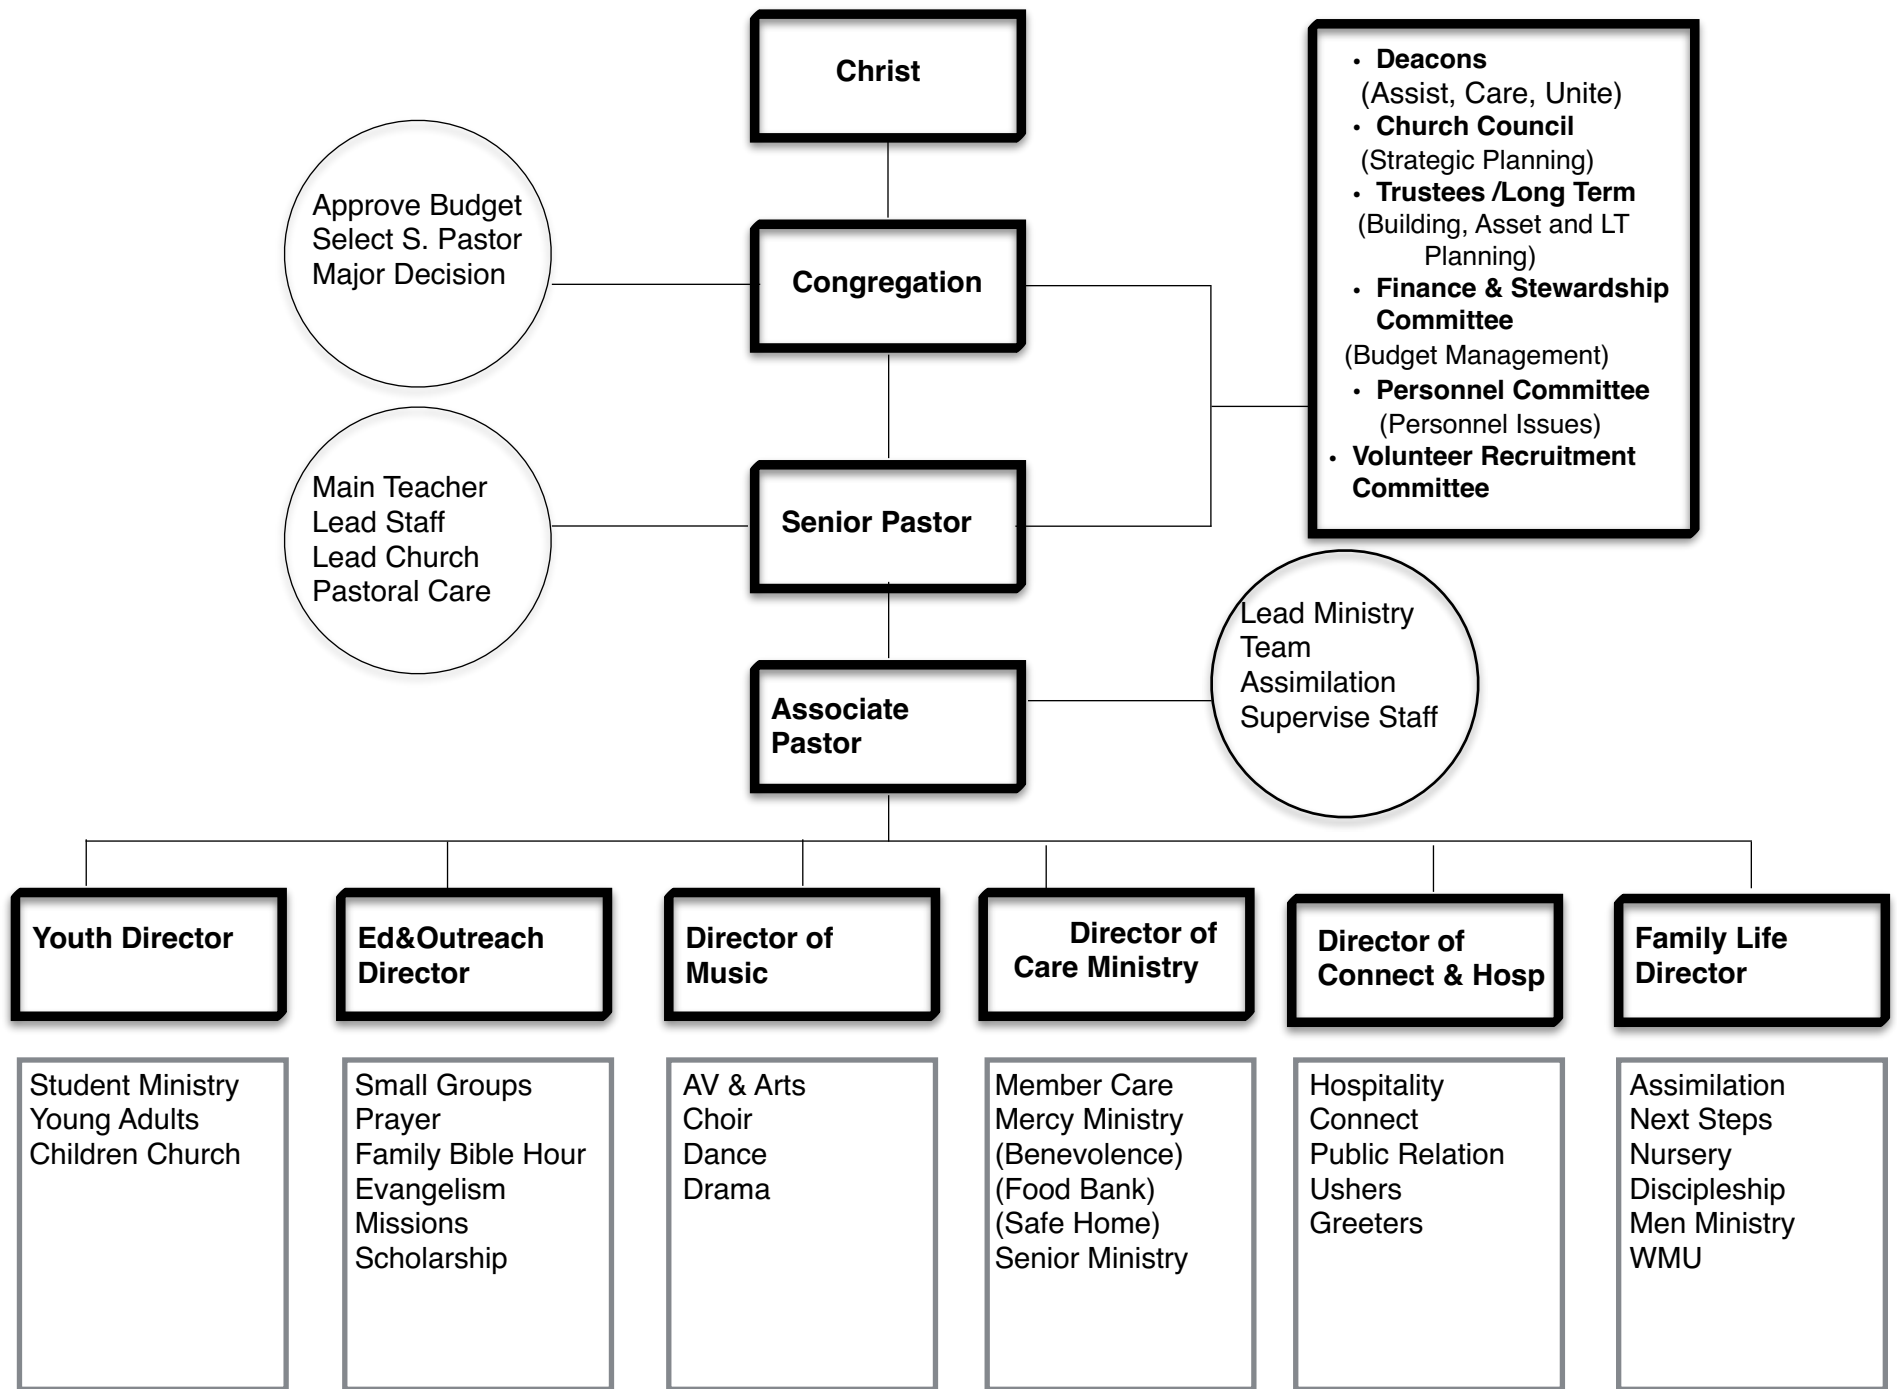 Christ
• Deacons
(Assist, Care, Unite)
• Church Council
(Strategic Planning)
• Trustees /Long Term
(Building, Asset and LT
Planning)
• Finance & Stewardship
Committee
(Budget Management)
• Personnel Committee
(Personnel Issues)
• Volunteer Recruitment
Committee
Approve Budget
Select S. Pastor
Major Decision
Congregation
Main Teacher
Lead Staff
Lead Church
Pastoral Care
Senior Pastor
Associate
Pastor
Lead Ministry
Team
Assimilation
Supervise Staff
Youth Director
Ed&Outreach
Director
Director of
Music
Director of
Care Ministry
Director of
Connect & Hosp
Family Life
Director
Student Ministry
Young Adults
Children Church
Small Groups
Prayer
Family Bible Hour
Evangelism
Missions
Scholarship
AV & Arts
Choir
Dance
Drama
Member Care
Mercy Ministry
(Benevolence)
(Food Bank)
(Safe Home)
Senior Ministry
Hospitality
Connect
Public Relation
Ushers
Greeters
Assimilation
Next Steps
Nursery
Discipleship
Men Ministry
WMU